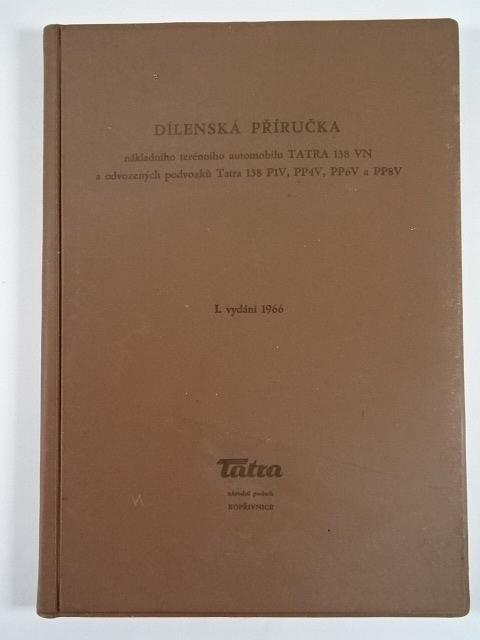 DÍLENSKÁ PŘÍRUČKA
nákladního terénního automobilu TATRA 138 VN
a odvozených podvozků Tatra 138 P1V, PP4V, PP6V a PP8V
I. vydání 1966
Tatra
národní podnik
KOPŘIVNICE